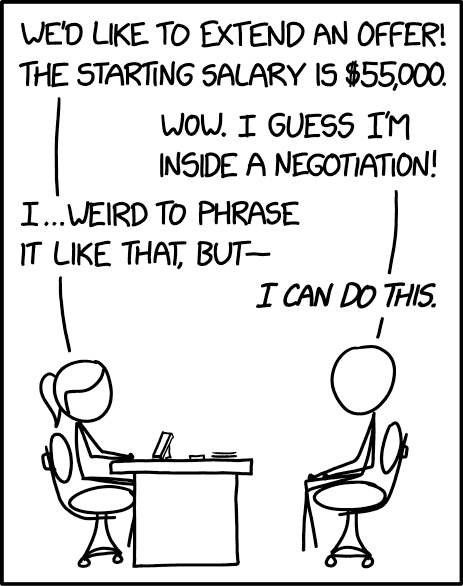 WE'D LIKE TO EXTEND AN OFFER!
THE STARTING SALARY IS $55,000.
WOW. I GUESS I'M
INSIDE A NEGOTIATION!
I...WEIRD TO PHRASE
IT LIKE THAT, BUT—
I CAN DO THIS.